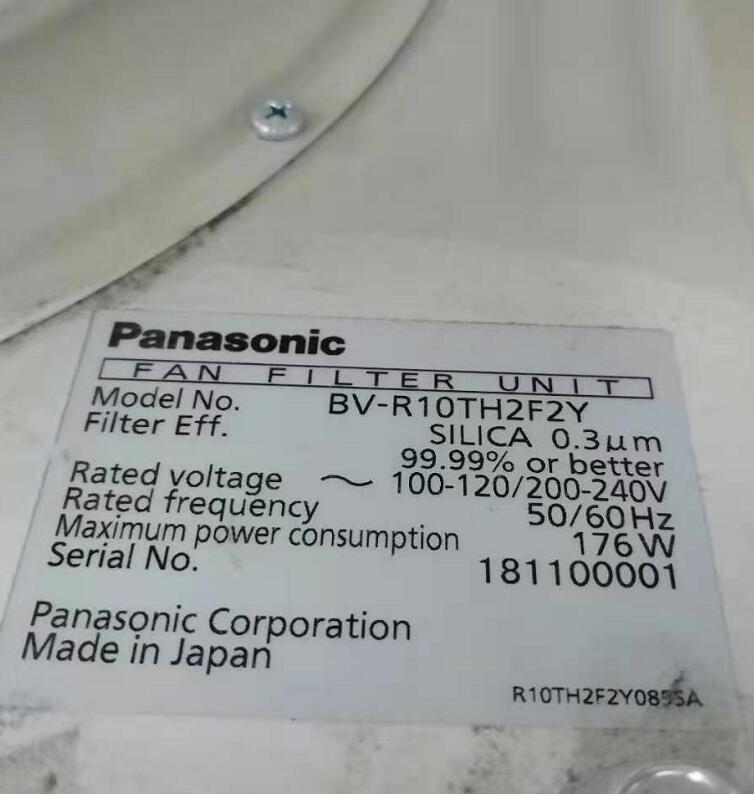 Panasonic
FAN FILTER UNIT
Model No. BV-R10TH2F2Y
Filter Eff. SILICA 0.3μm
99.99% or better
Rated voltage ～ 100-120/200-240V
Rated frequency 50/60Hz
Maximum power consumption 176W
Serial No. 181100001
Panasonic Corporation
Made in Japan